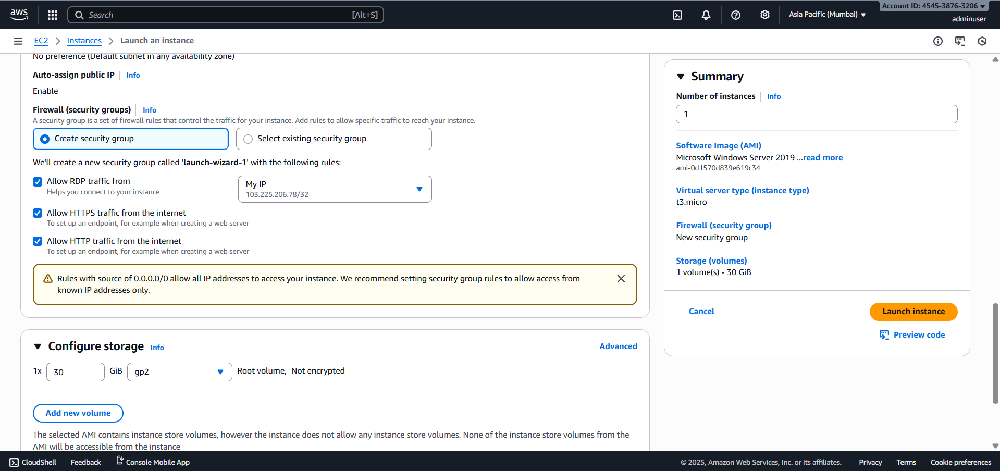 aws
Search
[Alt+S]
Asia Pacific (Mumbai)
Account ID: 4545-3876-3206
adminuser
EC2
Instances
Launch an instance
No preference (Default subnet in any availability zone)
Auto-assign public IP
Info
Enable
Firewall (security groups)
Info
A security group is a set of firewall rules that control the traffic for your instance. Add rules to allow specific traffic to reach your instance.
Create security group
Select existing security group
We'll create a new security group called 'launch-wizard-1' with the following rules:
Allow RDP traffic from
Helps you connect to your instance
My IP
103.225.206.78/32
Allow HTTPS traffic from the internet
To set up an endpoint, for example when creating a web server
Allow HTTP traffic from the internet
To set up an endpoint, for example when creating a web server
Rules with source of 0.0.0.0/0 allow all IP addresses to access your instance. We recommend setting security group rules to allow access from
known IP addresses only.
Configure storage
Info
Advanced
1x
30
GiB
gp2
Root volume, Not encrypted
Add new volume
The selected AMI contains instance store volumes, however the instance does not allow any instance store volumes. None of the instance store volumes from the
AMI will be accessible from the instance
Summary
Number of instances
Info
1
Software Image (AMI)
Microsoft Windows Server 2019 ...read more
ami-0d1570d839e619c34
Virtual server type (instance type)
t3.micro
Firewall (security group)
New security group
Storage (volumes)
1 volume(s) - 30 GiB
Cancel
Launch instance
Preview code
CloudShell
Feedback
Console Mobile App
© 2025, Amazon Web Services, Inc. or its affiliates.
Privacy
Terms
Cookie preferences